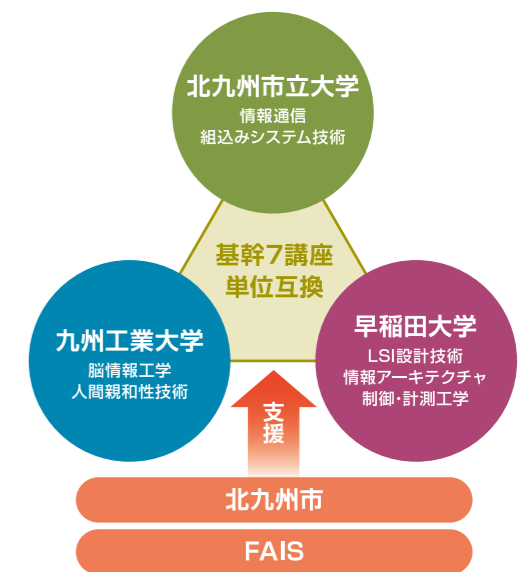 北九州市立大学
情報通信
組込みシステム技術
基幹7講座
単位互換
九州工業大学
脳情報工学
人間親和性技術
早稲田大学
LSI設計技術
情報アーキテクチャ
制御・計測工学
支援
北九州市
FAIS